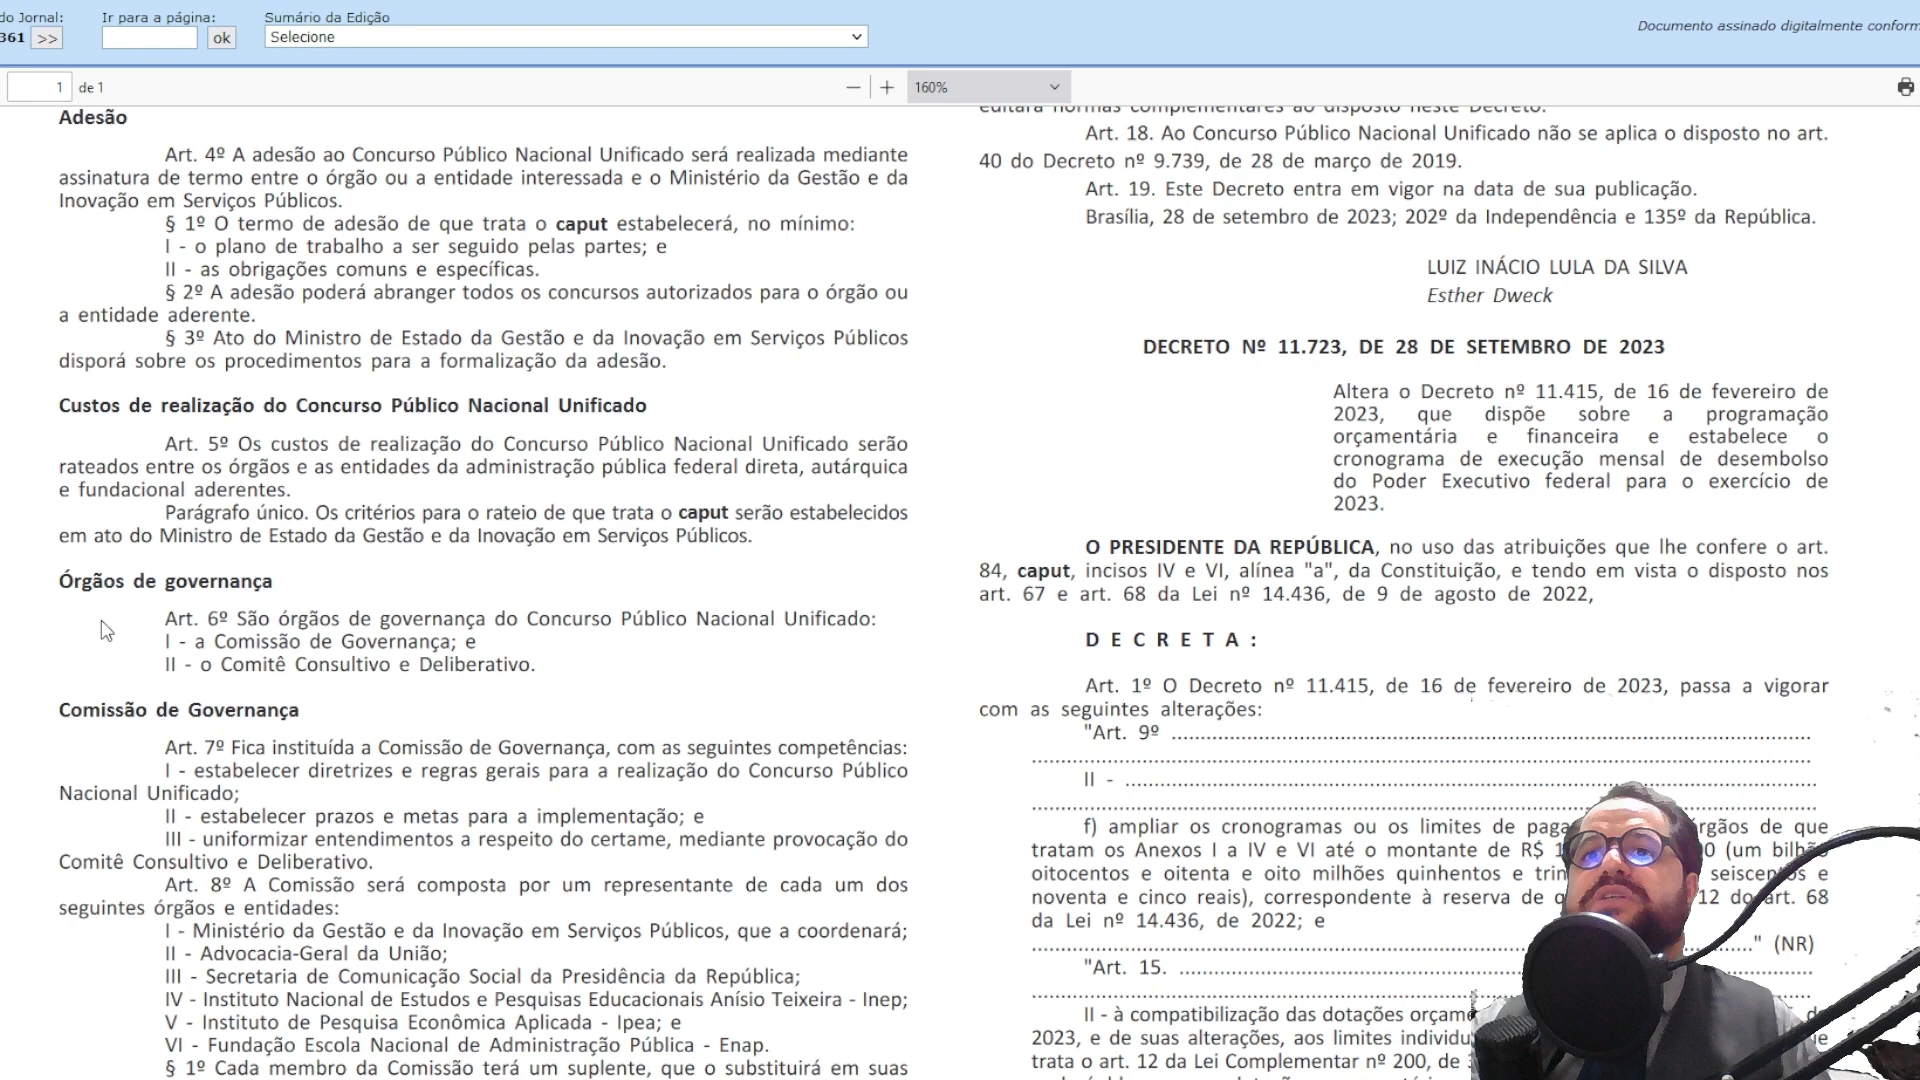 do Jornal:
361 >>
Ir para a página:
ok
Sumário da Edição
Selecione
Documento assinado digitalmente conform
1 de 1
160%
Adesão
Art. 4º A adesão ao Concurso Público Nacional Unificado será realizada mediante
assinatura de termo entre o órgão ou a entidade interessada e o Ministério da Gestão e da
Inovação em Serviços Públicos.
§ 1º O termo de adesão de que trata o caput estabelecerá, no mínimo:
I - o plano de trabalho a ser seguido pelas partes; e
II - as obrigações comuns e específicas.
§ 2º A adesão poderá abranger todos os concursos autorizados para o órgão ou
a entidade aderente.
§ 3º Ato do Ministro de Estado da Gestão e da Inovação em Serviços Públicos
disporá sobre os procedimentos para a formalização da adesão.
Custos de realização do Concurso Público Nacional Unificado
Art. 5º Os custos de realização do Concurso Público Nacional Unificado serão
rateados entre os órgãos e as entidades da administração pública federal direta, autárquica
e fundacional aderentes.
Parágrafo único. Os critérios para o rateio de que trata o caput serão estabelecidos
em ato do Ministro de Estado da Gestão e da Inovação em Serviços Públicos.
Órgãos de governança
Art. 6º São órgãos de governança do Concurso Público Nacional Unificado:
I - a Comissão de Governança; e
II - o Comitê Consultivo e Deliberativo.
Comissão de Governança
Art. 7º Fica instituída a Comissão de Governança, com as seguintes competências:
I - estabelecer diretrizes e regras gerais para a realização do Concurso Público
Nacional Unificado;
II - estabelecer prazos e metas para a implementação; e
III - uniformizar entendimentos a respeito do certame, mediante provocação do
Comitê Consultivo e Deliberativo.
Art. 8º A Comissão será composta por um representante de cada um dos
seguintes órgãos e entidades:
I - Ministério da Gestão e da Inovação em Serviços Públicos, que a coordenará;
II - Advocacia-Geral da União;
III - Secretaria de Comunicação Social da Presidência da República;
IV - Instituto Nacional de Estudos e Pesquisas Educacionais Anísio Teixeira - Inep;
V - Instituto de Pesquisa Econômica Aplicada - Ipea; e
VI - Fundação Escola Nacional de Administração Pública - Enap.
§ 1º Cada membro da Comissão terá um suplente, que o substituirá em suas
editará normas complementares ao disposto neste Decreto.
Art. 18. Ao Concurso Público Nacional Unificado não se aplica o disposto no art.
40 do Decreto nº 9.739, de 28 de março de 2019.
Art. 19. Este Decreto entra em vigor na data de sua publicação.
Brasília, 28 de setembro de 2023; 202º da Independência e 135º da República.
LUIZ INÁCIO LULA DA SILVA
Esther Dweck
DECRETO Nº 11.723, DE 28 DE SETEMBRO DE 2023
Altera o Decreto nº 11.415, de 16 de fevereiro de
2023, que dispõe sobre a programação
orçamentária e financeira e estabelece o
cronograma de execução mensal de desembolso
do Poder Executivo federal para o exercício de
2023.
O PRESIDENTE DA REPÚBLICA, no uso das atribuições que lhe confere o art.
84, caput, incisos IV e VI, alínea "a", da Constituição, e tendo em vista o disposto nos
art. 67 e art. 68 da Lei nº 14.436, de 9 de agosto de 2022,
D E C R E T A :
Art. 1º O Decreto nº 11.415, de 16 de fevereiro de 2023, passa a vigorar
com as seguintes alterações:
"Art. 9º ....................
....................
II - ....................
....................
f) ampliar os cronogramas ou os limites de órgãos de que
tratam os Anexos I a IV e VI até o montante de R$ (um bilhão
oitocentos e oitenta e oito milhões quinhentos e seiscentos e
noventa e cinco reais), correspondente à reserva de 12 do art. 68
da Lei nº 14.436, de 2022; e
...................." (NR)
"Art. 15. ....................
....................
II - à compatibilização das dotações
2023, e de suas alterações, aos limites
trata o art. 12 da Lei Complementar nº 200, de